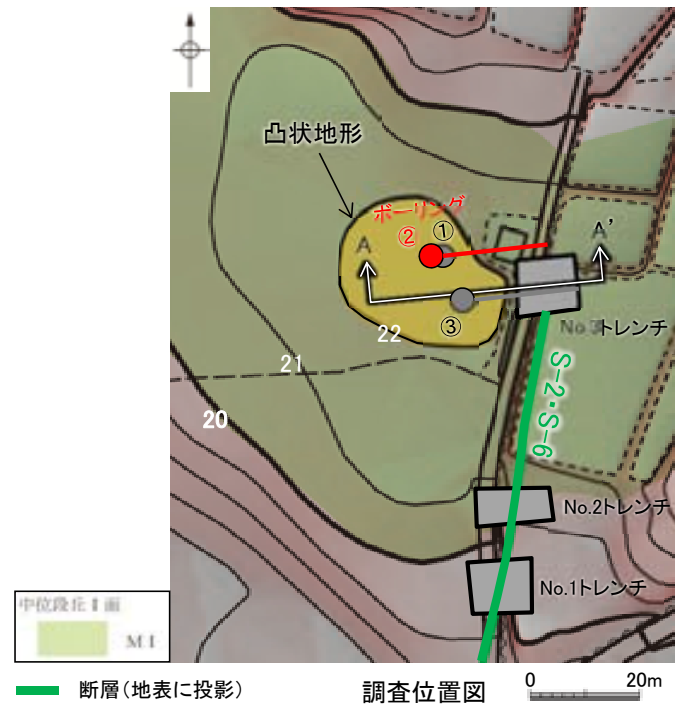 凸状地形
ボーリング
② ①
A
A'
③
No.3トレンチ
22
21
20
S-2・S-6
No.2トレンチ
No.1トレンチ
中位段丘Ⅰ面
MⅠ
断層(地表に投影)
調査位置図
0 20m